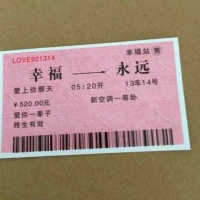 LOVE921314
幸福站 售
幸福 —— 永远
爱上你那天 05:20开 13车14号
¥520.00元 新空调一等卧
爱你一辈子
终生有效